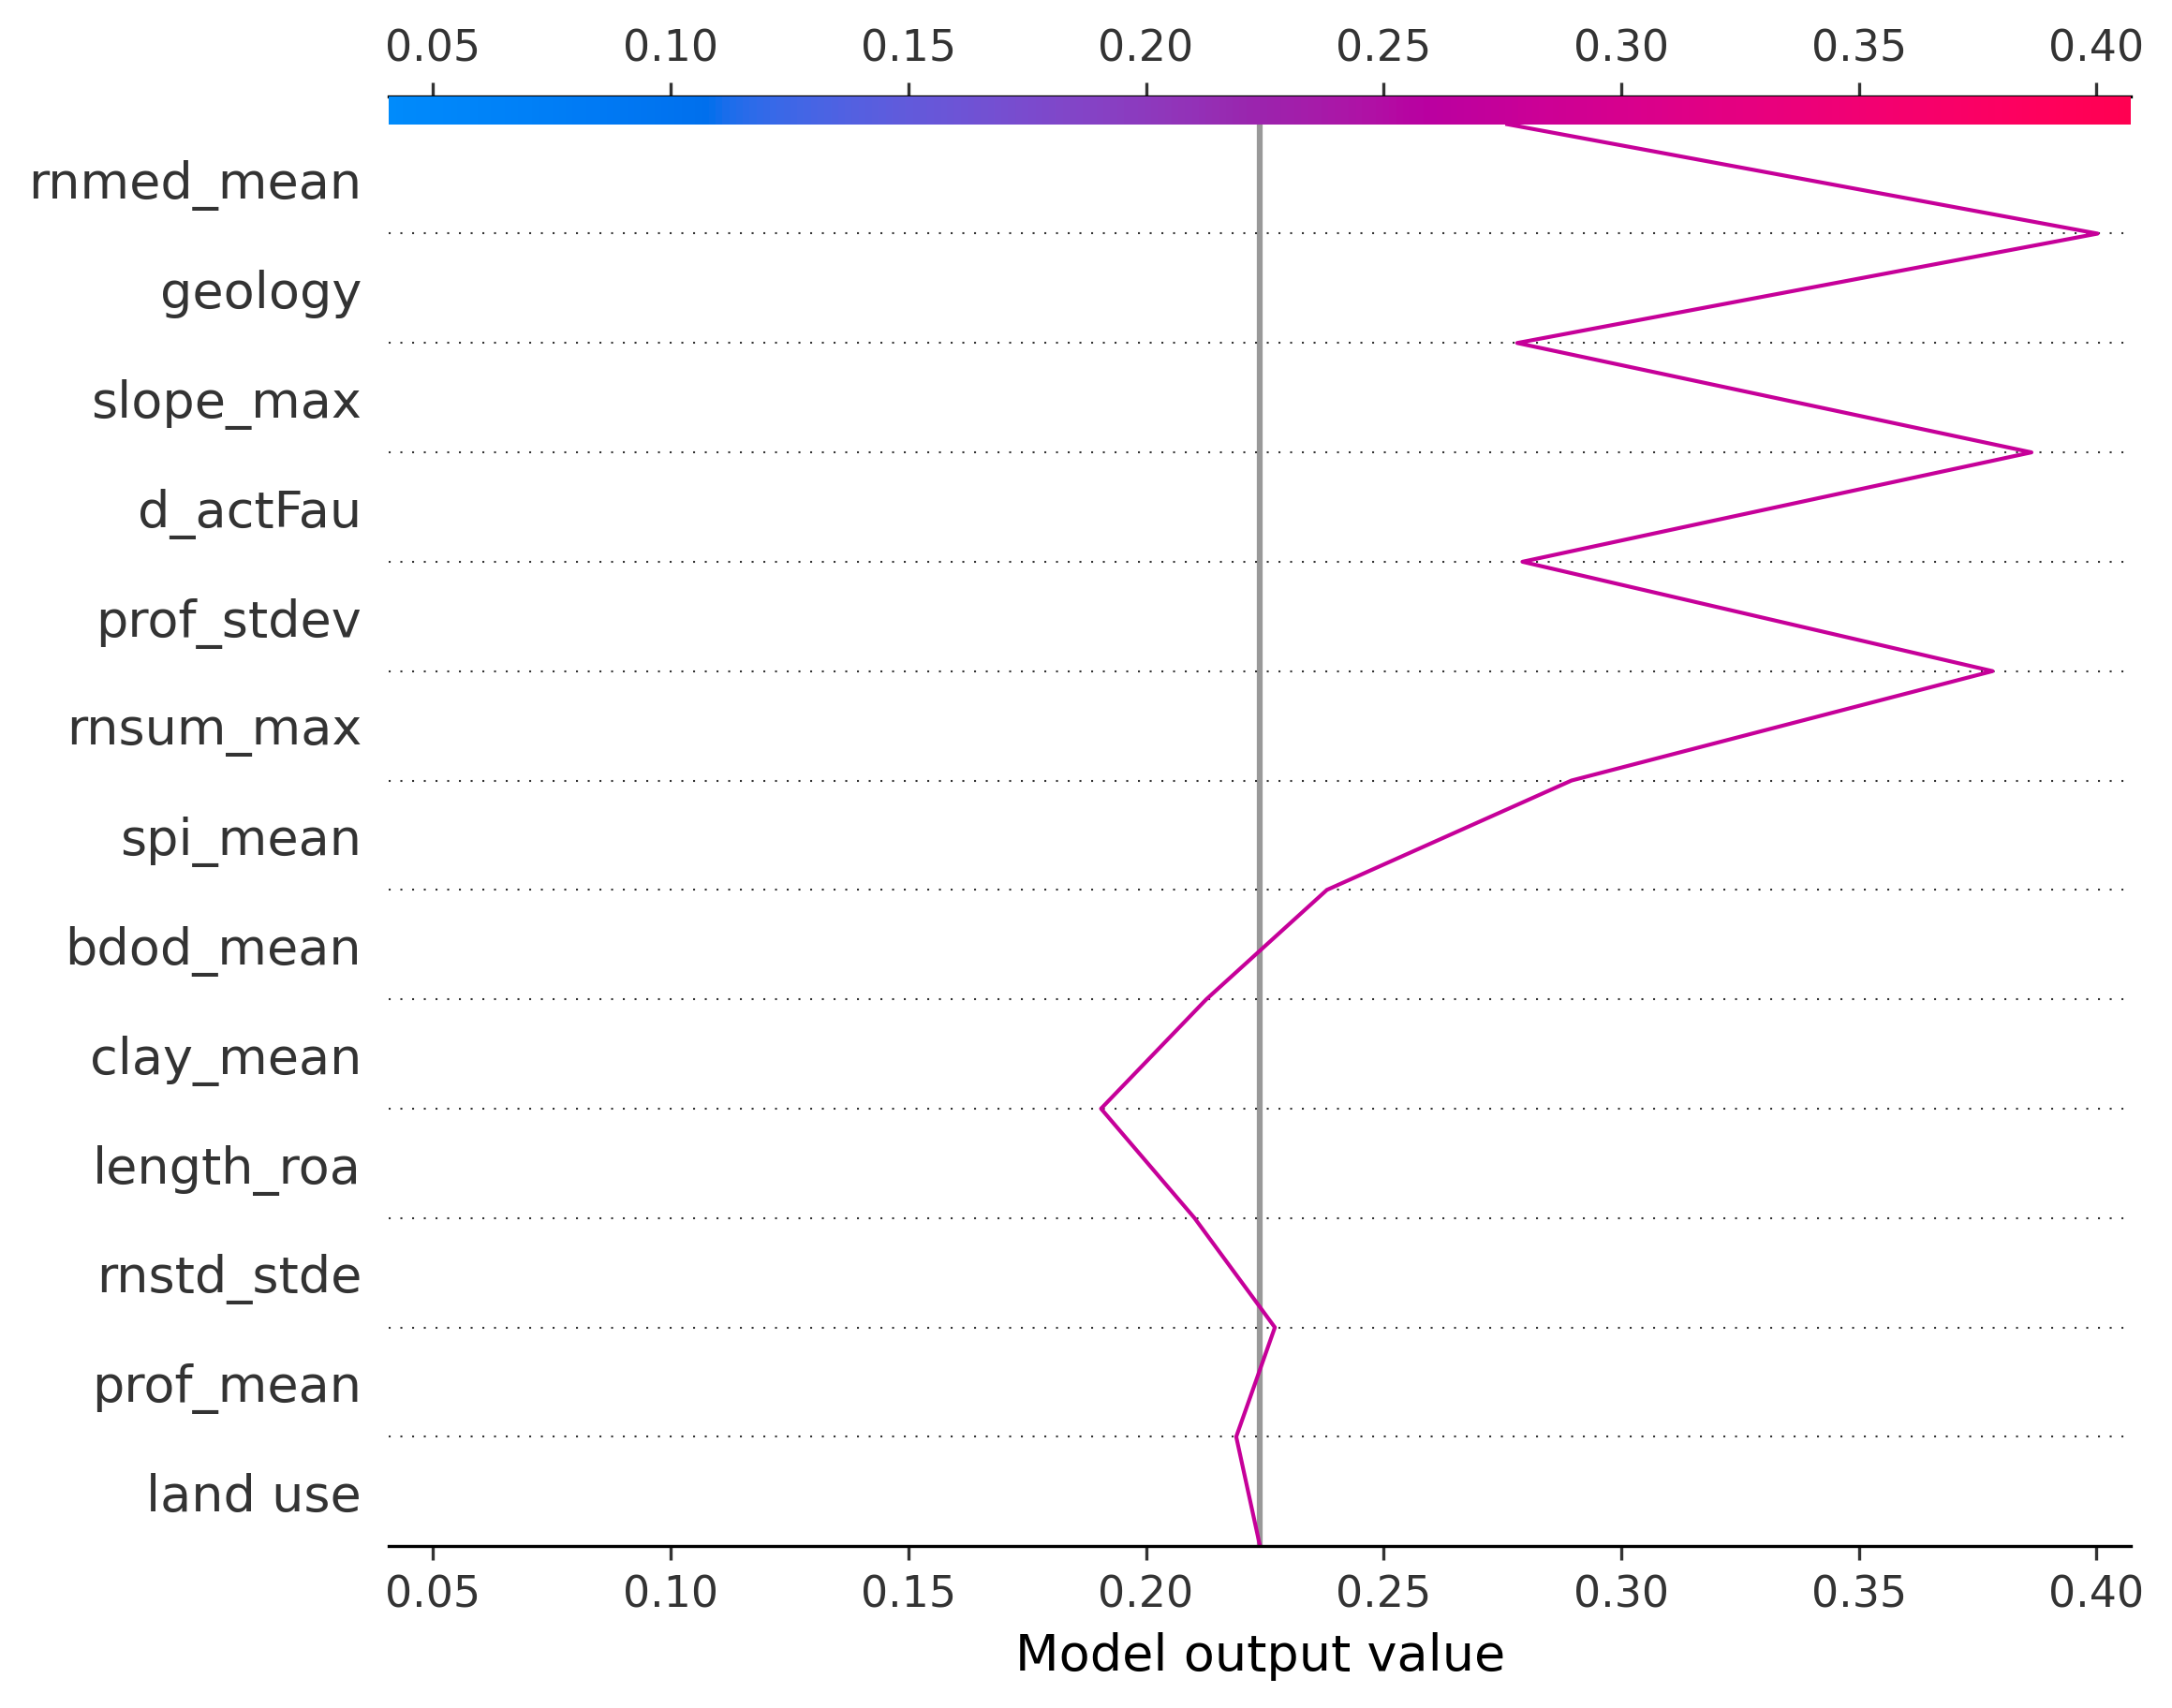 0.05 0.10 0.15 0.20 0.25 0.30 0.35 0.40
rnmed_mean
geology
slope_max
d_actFau
prof_stdev
rnsum_max
spi_mean
bdod_mean
clay_mean
length_roa
rnstd_stde
prof_mean
land use
0.05 0.10 0.15 0.20 0.25 0.30 0.35 0.40
Model output value